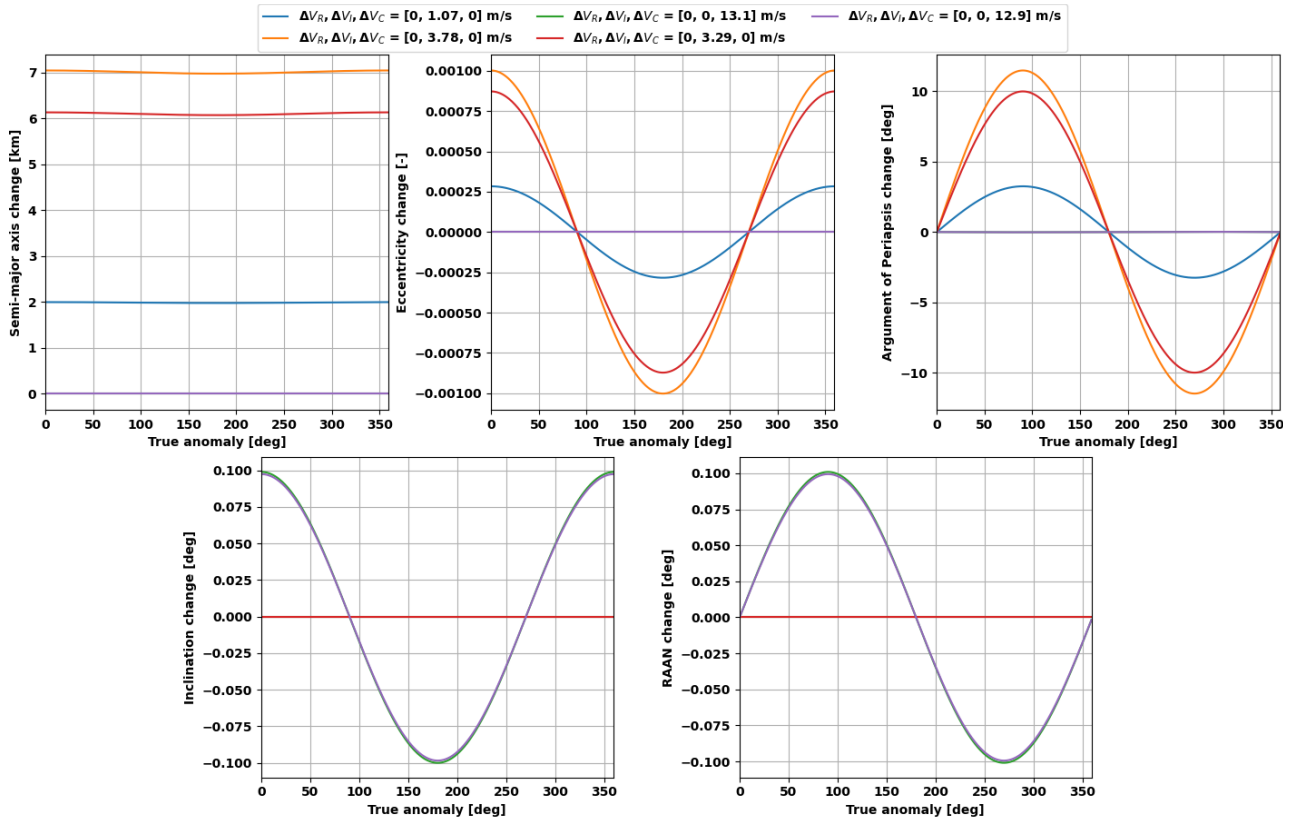 ΔV_R, ΔV_I, ΔV_C = [0, 1.07, 0] m/s
ΔV_R, ΔV_I, ΔV_C = [0, 3.78, 0] m/s
ΔV_R, ΔV_I, ΔV_C = [0, 0, 13.1] m/s
ΔV_R, ΔV_I, ΔV_C = [0, 3.29, 0] m/s
ΔV_R, ΔV_I, ΔV_C = [0, 0, 12.9] m/s
Semi-major axis change [km]
7
6
5
4
3
2
1
0
0 50 100 150 200 250 300 350
True anomaly [deg]
Eccentricity change [-]
0.00100
0.00075
0.00050
0.00025
0.00000
−0.00025
−0.00050
−0.00075
−0.00100
0 50 100 150 200 250 300 350
True anomaly [deg]
Argument of Periapsis change [deg]
10
5
0
−5
−10
0 50 100 150 200 250 300 350
True anomaly [deg]
Inclination change [deg]
0.100
0.075
0.050
0.025
0.000
−0.025
−0.050
−0.075
−0.100
0 50 100 150 200 250 300 350
True anomaly [deg]
RAAN change [deg]
0.100
0.075
0.050
0.025
0.000
−0.025
−0.050
−0.075
−0.100
0 50 100 150 200 250 300 350
True anomaly [deg]